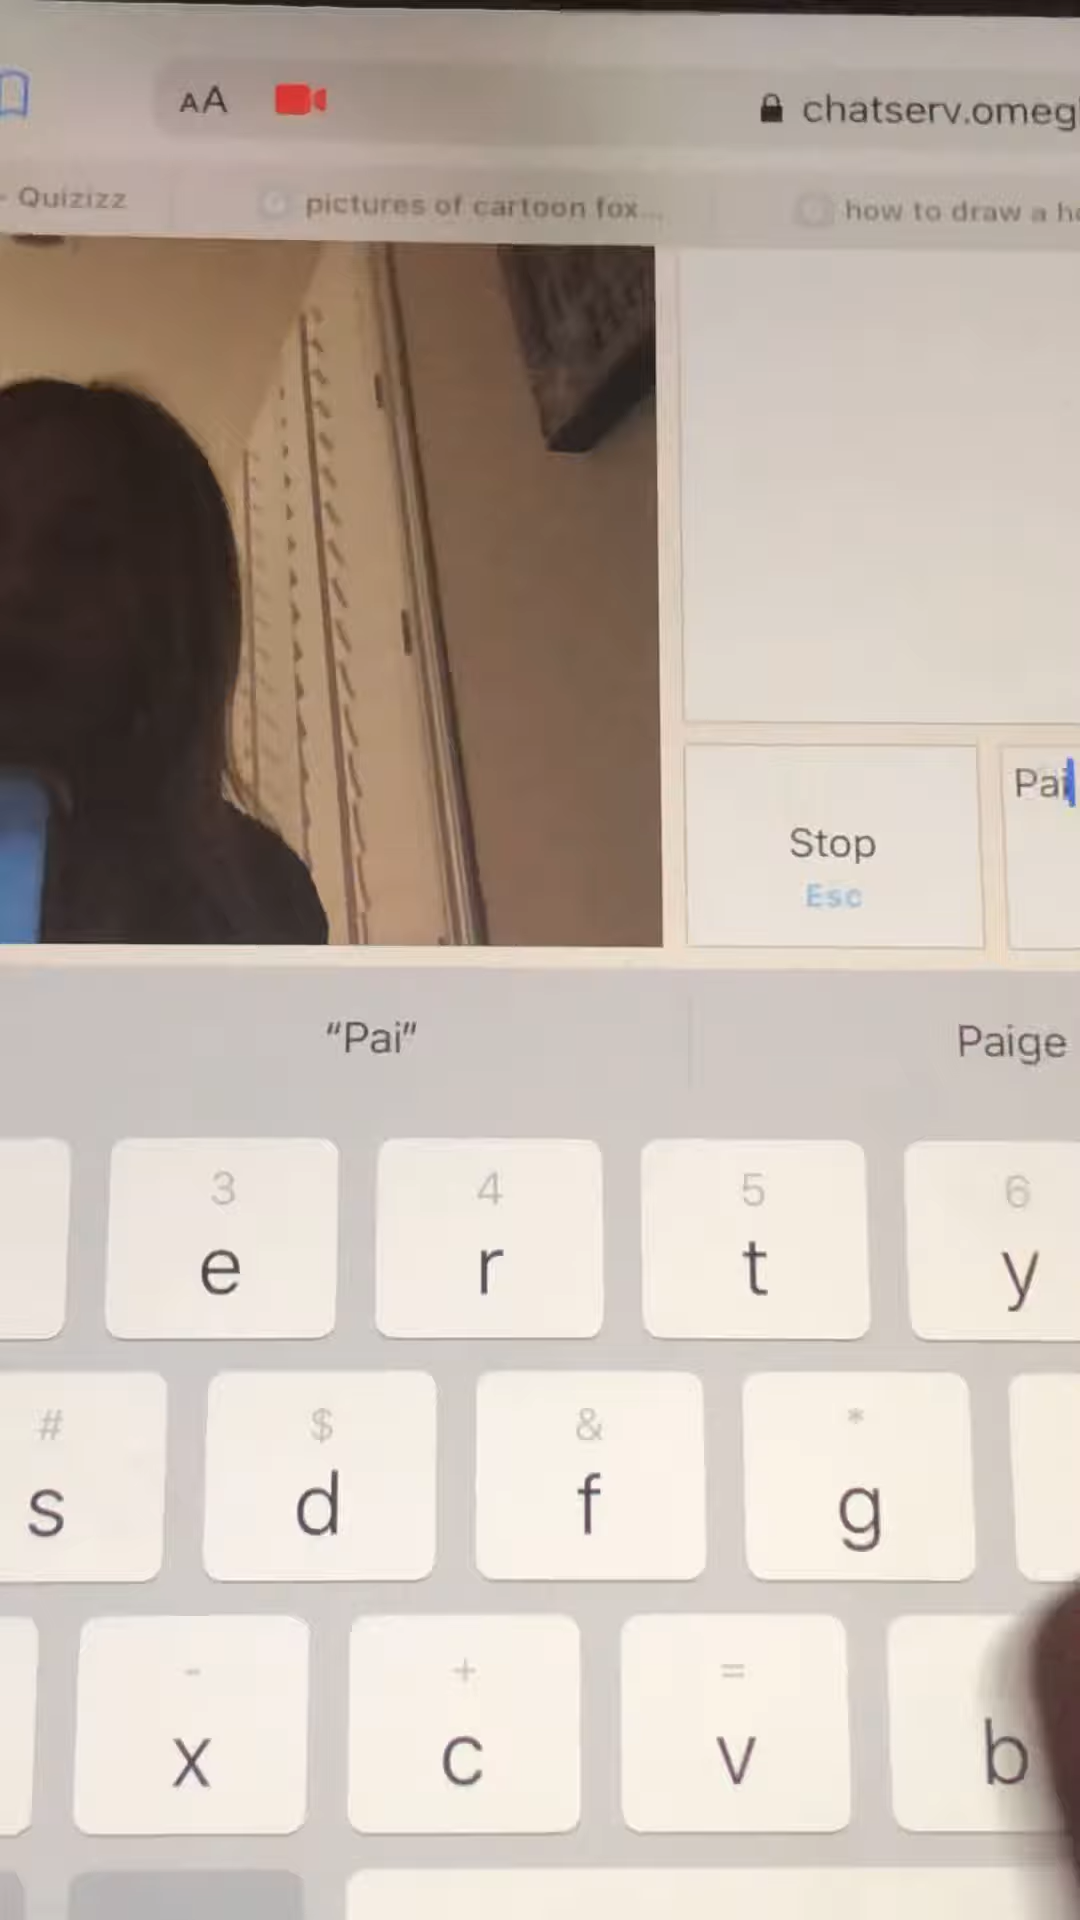 AA chatserv.omeg
- Quizizz pictures of cartoon fox... how to draw a
Pai
Stop
Esc
"Pai" Paige
3 4 5 6
e r t y
# $ & *
s d f g
- + =
x c v b